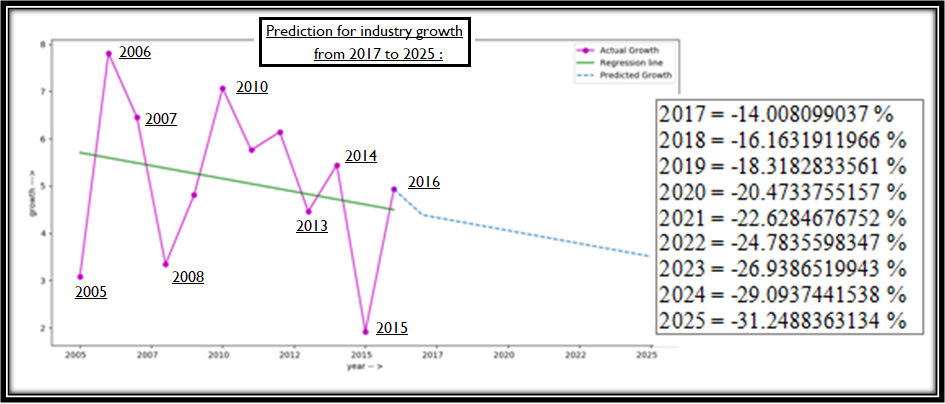 Prediction for industry growth
from 2017 to 2025 :
Actual Growth
Regression line
Predicted Growth
8
7
6
5
4
3
2
growth -->
2006
2007
2010
2014
2016
2013
2008
2005
2015
2005
2007
2010
2012
2015
2017
2020
2022
2025
year -- >
2017 = -14.008099037 %
2018 = -16.1631911966 %
2019 = -18.3182833561 %
2020 = -20.4733755157 %
2021 = -22.6284676752 %
2022 = -24.7835598347 %
2023 = -26.9386519943 %
2024 = -29.0937441538 %
2025 = -31.2488363134 %